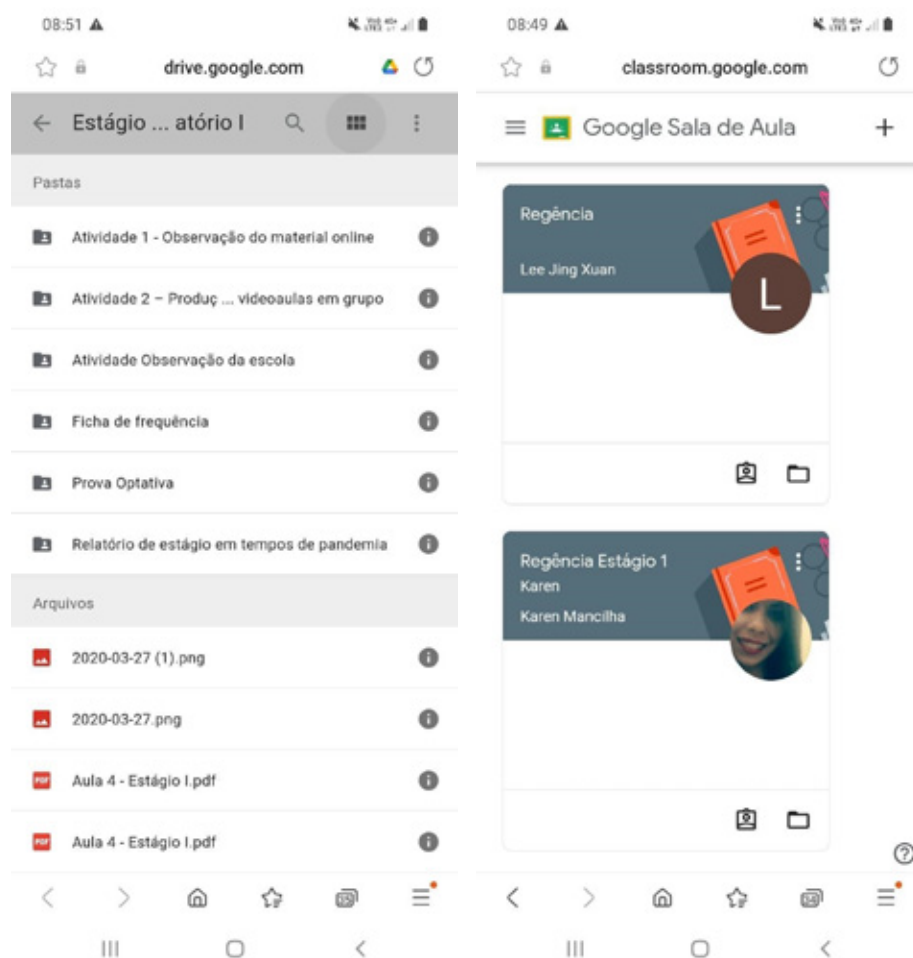 08:51
drive.google.com
Estágio ... atório I
Pastas
Atividade 1 - Observação do material online
Atividade 2 – Produç ... videoaulas em grupo
Atividade Observação da escola
Ficha de frequência
Prova Optativa
Relatório de estágio em tempos de pandemia
Arquivos
2020-03-27 (1).png
2020-03-27.png
PDF Aula 4 - Estágio I.pdf
PDF Aula 4 - Estágio I.pdf
08:49
classroom.google.com
Google Sala de Aula
Regência
Lee Jing Xuan
L
Regência Estágio 1
Karen
Karen Mancilha